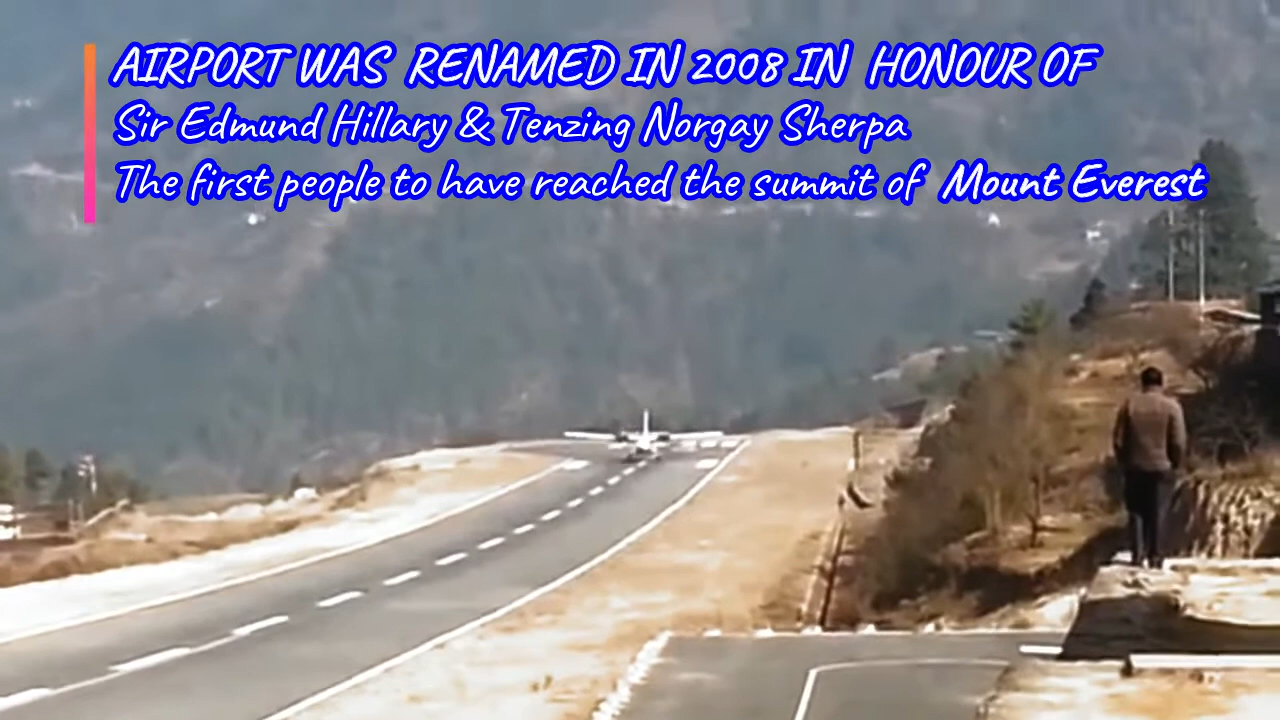 AIRPORT WAS RENAMED IN 2008 IN HONOUR OF
Sir Edmund Hillary & Tenzing Norgay Sherpa
The first people to have reached the summit of Mount Everest